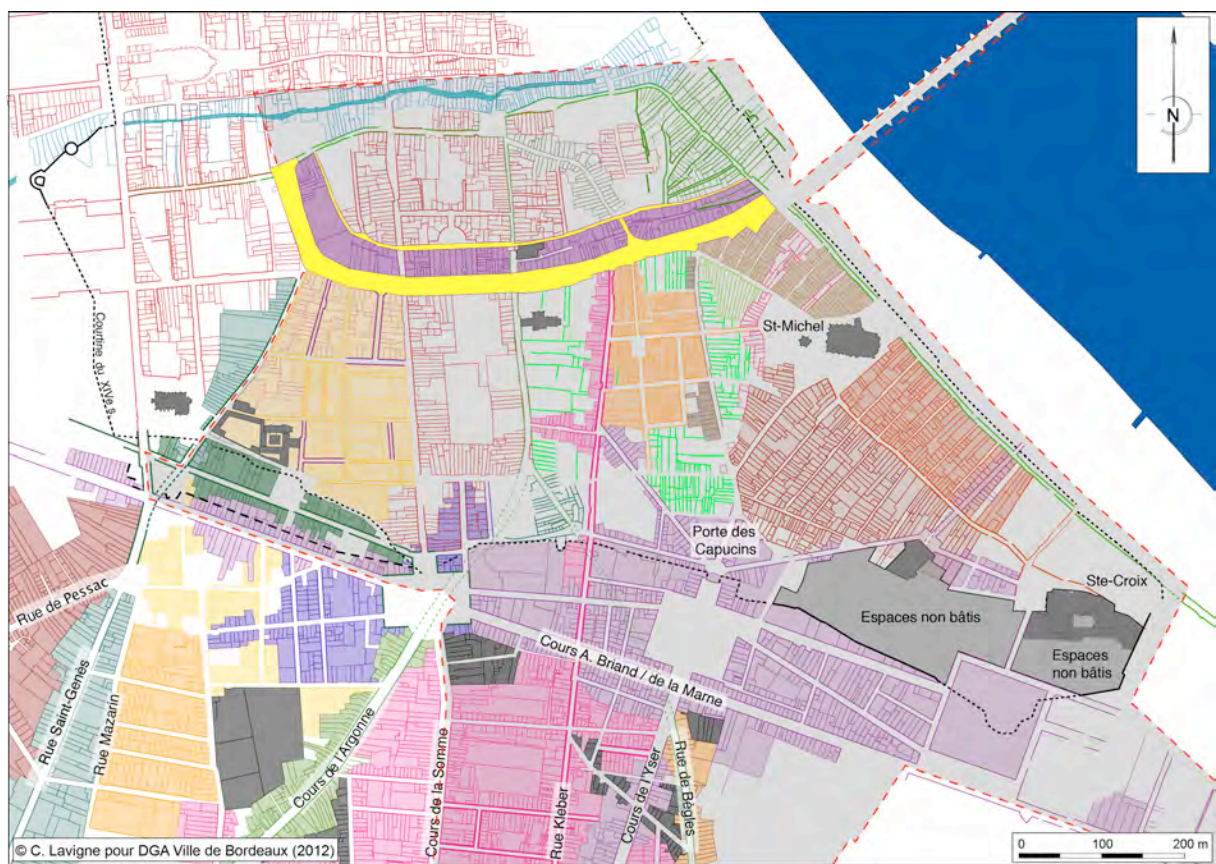 N
Courtine du XIVe s.
St-Michel
Porte des
Capucins
Ste-Croix
Espaces non bâtis
Espaces
non bâtis
Rue de Pessac
Cours A. Briand / de la Marne
Rue Saint-Genès
Rue Mazarin
Cours de l'Argonne
Cours de la Somme
Rue Kleber
Cours de l'Yser
Rue de Bègles
© C. Lavigne pour DGA Ville de Bordeaux (2012)
0 100 200 m